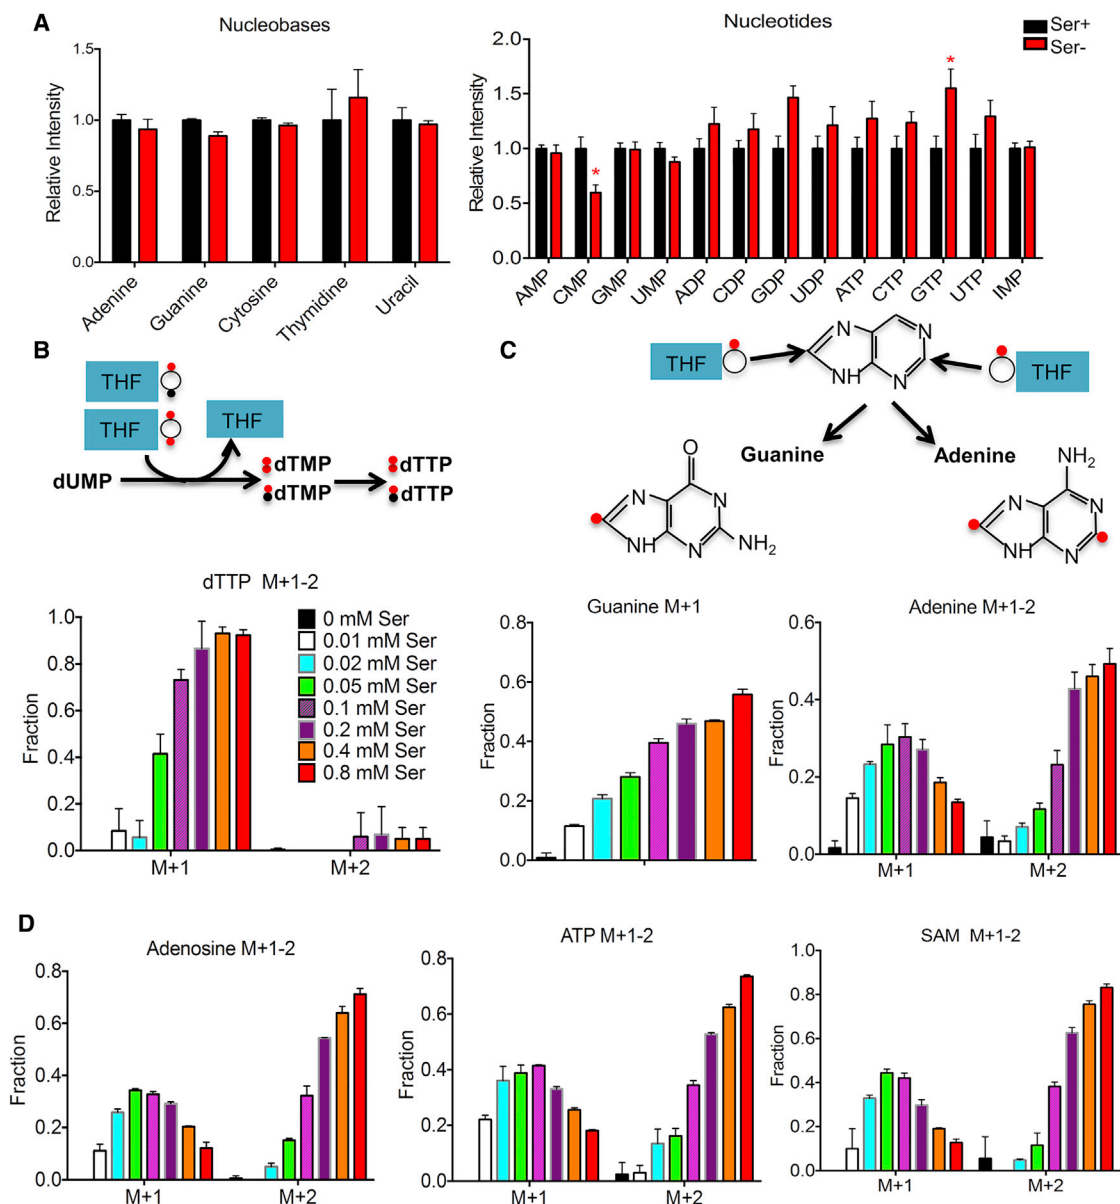 A
Nucleobases
Relative Intensity
1.5
1.0
0.5
0.0
Adenine
Guanine
Cytosine
Thymidine
Uracil
Nucleotides
Ser+
Ser-
Relative Intensity
2.0
1.5
1.0
0.5
0.0
*
*
AMP
CMP
GMP
UMP
ADP
CDP
GDP
UDP
ATP
CTP
GTP
UTP
IMP
B
THF
THF
THF
dUMP
dTMP
dTTP
dTMP
dTTP
dTTP M+1-2
Fraction
1.0
0.8
0.6
0.4
0.2
0.0
M+1
M+2
0 mM Ser
0.01 mM Ser
0.02 mM Ser
0.05 mM Ser
0.1 mM Ser
0.2 mM Ser
0.4 mM Ser
0.8 mM Ser
C
THF
N
N
NH
N
THF
Guanine
Adenine
O
N
N
NH
N
NH2
NH2
N
N
NH
N
Guanine M+1
Fraction
0.8
0.6
0.4
0.2
0.0
Adenine M+1-2
Fraction
0.6
0.4
0.2
0.0
M+1
M+2
D
Adenosine M+1-2
Fraction
0.8
0.6
0.4
0.2
0.0
M+1
M+2
ATP M+1-2
Fraction
0.8
0.6
0.4
0.2
0.0
M+1
M+2
SAM M+1-2
Fraction
1.0
0.8
0.6
0.4
0.2
0.0
M+1
M+2